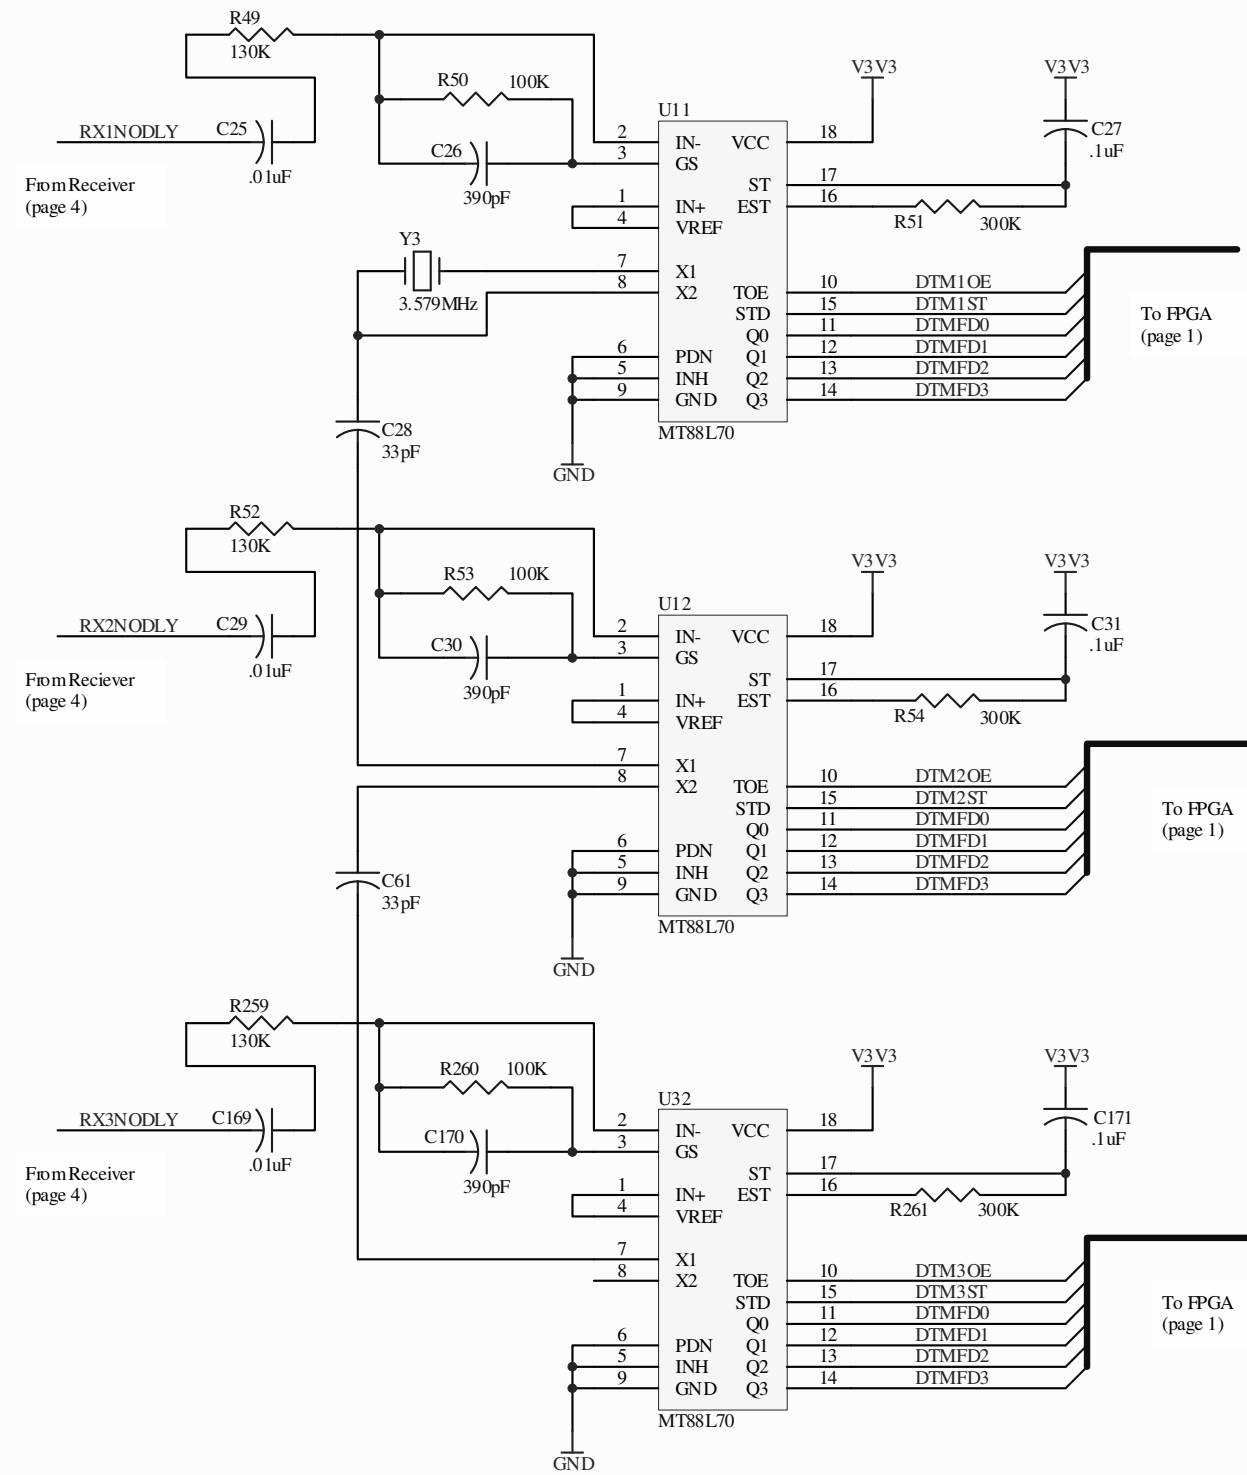 R49
130K
R50 100K
RX1NODLY C25
.01uF
C26
390pF
From Receiver
(page 4)
Y3
3.579MHz
U11
2 IN- VCC 18
3 GS
ST 17
1 IN+ EST 16
4 VREF
7 X1
8 X2 TOE 10 DTM1OE
STD 15 DTM1ST
Q0 11 DTMFD0
6 PDN Q1 12 DTMFD1
5 INH Q2 13 DTMFD2
9 GND Q3 14 DTMFD3
MT88L70
GND
V3V3 V3V3
C27
.1uF
R51 300K
To FPGA
(page 1)
C28
33pF
R52
130K
R53 100K
RX2NODLY C29
.01uF
C30
390pF
From Reciever
(page 4)
U12
2 IN- VCC 18
3 GS
ST 17
1 IN+ EST 16
4 VREF
7 X1
8 X2 TOE 10 DTM2OE
STD 15 DTM2ST
Q0 11 DTMFD0
6 PDN Q1 12 DTMFD1
5 INH Q2 13 DTMFD2
9 GND Q3 14 DTMFD3
MT88L70
GND
V3V3 V3V3
C31
.1uF
R54 300K
To FPGA
(page 1)
C61
33pF
R259
130K
R260 100K
RX3NODLY C169
.01uF
C170
390pF
From Receiver
(page 4)
U32
2 IN- VCC 18
3 GS
ST 17
1 IN+ EST 16
4 VREF
7 X1
8 X2 TOE 10 DTM3OE
STD 15 DTM3ST
Q0 11 DTMFD0
6 PDN Q1 12 DTMFD1
5 INH Q2 13 DTMFD2
9 GND Q3 14 DTMFD3
MT88L70
GND
V3V3 V3V3
C171
.1uF
R261 300K
To FPGA
(page 1)